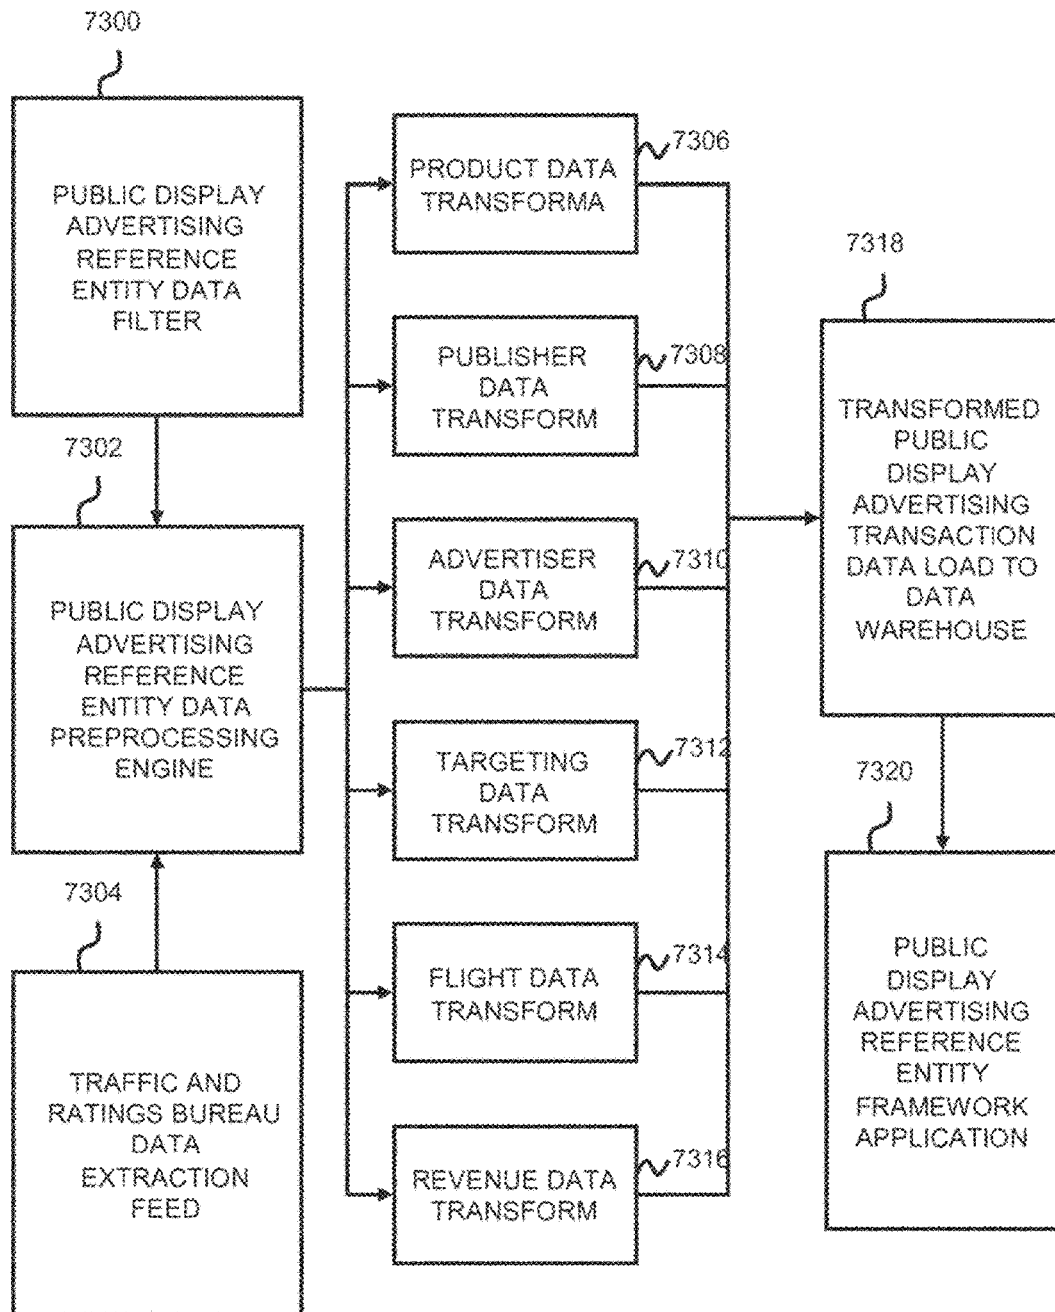 7300
PUBLIC DISPLAY
ADVERTISING
REFERENCE
ENTITY DATA
FILTER
7302
PUBLIC DISPLAY
ADVERTISING
REFERENCE
ENTITY DATA
PREPROCESSING
ENGINE
7304
TRAFFIC AND
RATINGS BUREAU
DATA
EXTRACTION
FEED
7306
PRODUCT DATA
TRANSFORMA
7308
PUBLISHER
DATA
TRANSFORM
7310
ADVERTISER
DATA
TRANSFORM
7312
TARGETING
DATA
TRANSFORM
7314
FLIGHT DATA
TRANSFORM
7316
REVENUE DATA
TRANSFORM
7318
TRANSFORMED
PUBLIC
DISPLAY
ADVERTISING
TRANSACTION
DATA LOAD TO
DATA
WAREHOUSE
7320
PUBLIC
DISPLAY
ADVERTISING
REFERENCE
ENTITY
FRAMEWORK
APPLICATION